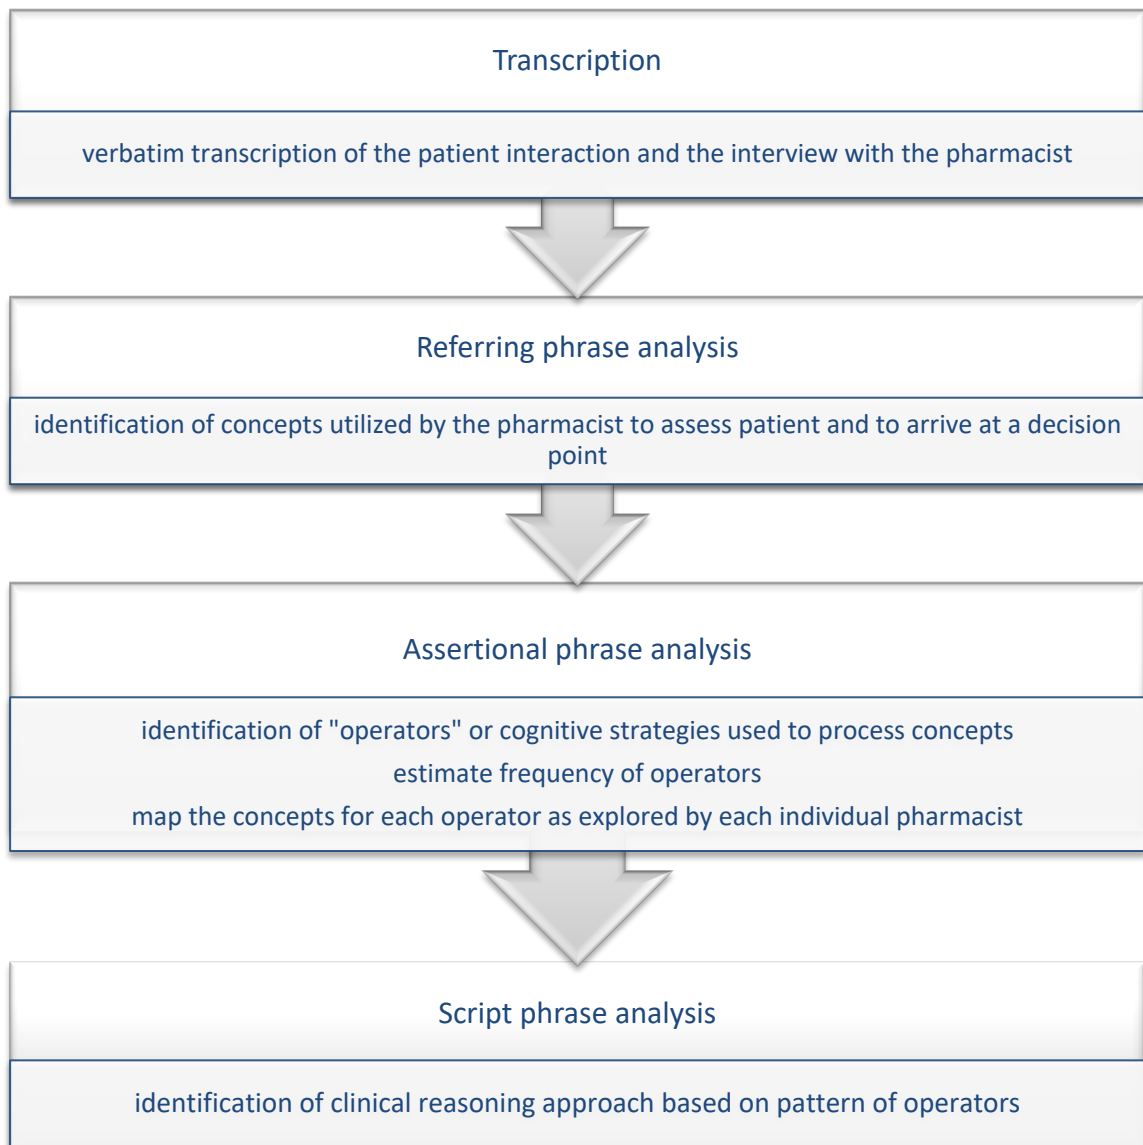 Transcription
verbatim transcription of the patient interaction and the interview with the pharmacist
Referring phrase analysis
identification of concepts utilized by the pharmacist to assess patient and to arrive at a decision
point
Assertional phrase analysis
identification of "operators" or cognitive strategies used to process concepts
estimate frequency of operators
map the concepts for each operator as explored by each individual pharmacist
Script phrase analysis
identification of clinical reasoning approach based on pattern of operators